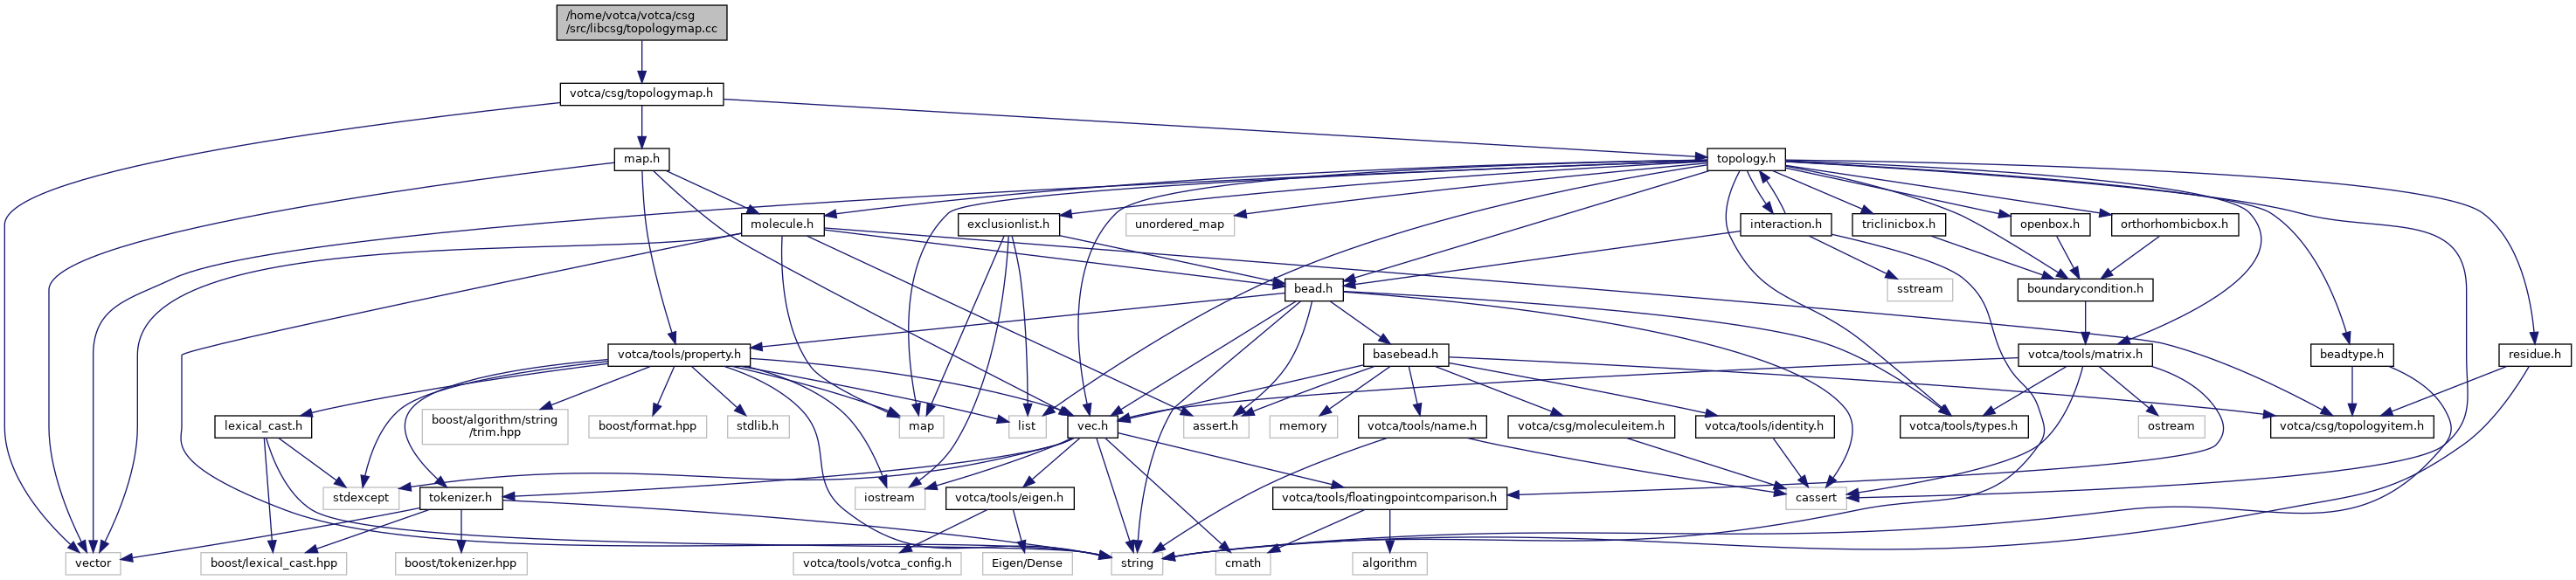 /home/votca/votca/csg
/src/libcsg/topologymap.cc
votca/csg/topologymap.h
map.h
topology.h
molecule.h
exclusionlist.h
unordered_map
interaction.h
triclinicbox.h
openbox.h
orthorhombicbox.h
bead.h
sstream
boundarycondition.h
votca/tools/property.h
basebead.h
votca/tools/matrix.h
beadtype.h
residue.h
lexical_cast.h
boost/algorithm/string
/trim.hpp
boost/format.hpp
stdlib.h
map
list
vec.h
assert.h
memory
votca/tools/name.h
votca/csg/moleculeitem.h
votca/tools/identity.h
votca/tools/types.h
ostream
votca/csg/topologyitem.h
stdexcept
tokenizer.h
iostream
votca/tools/eigen.h
votca/tools/floatingpointcomparison.h
cassert
vector
boost/lexical_cast.hpp
boost/tokenizer.hpp
votca/tools/votca_config.h
Eigen/Dense
string
cmath
algorithm